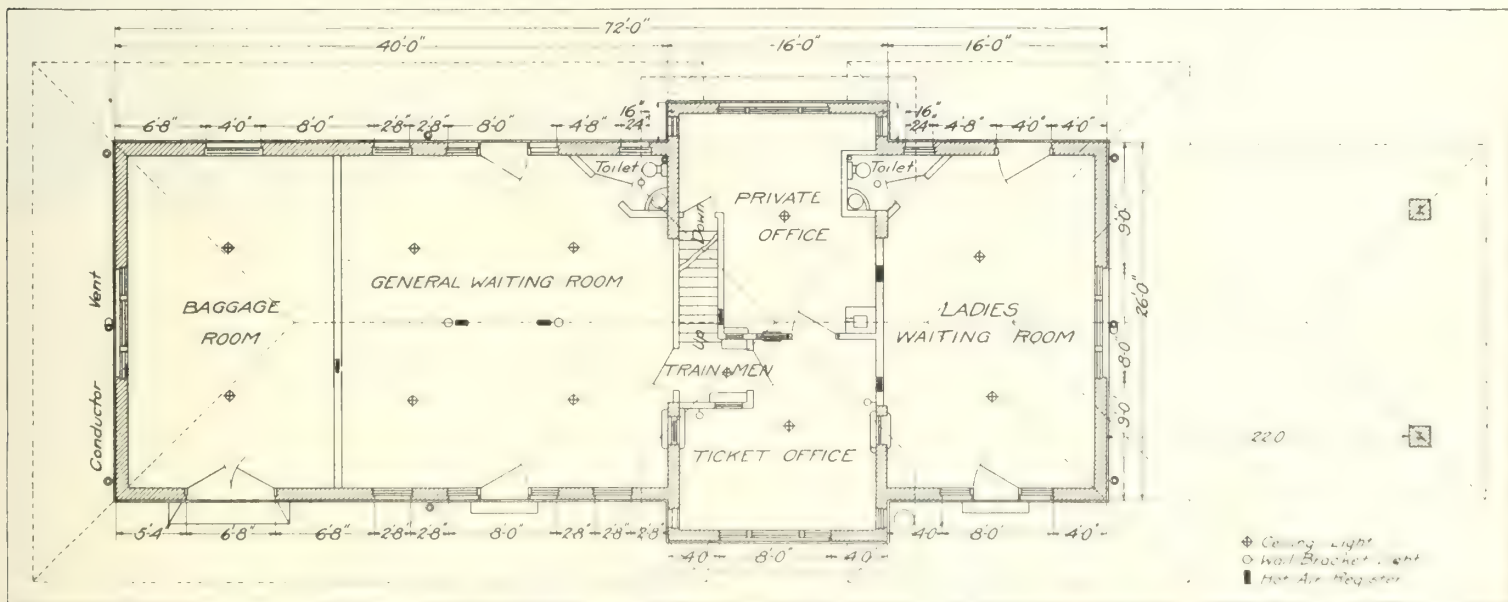 72'-0"
40'-0" 16'-0" 16'-0"
16" 16"
6'-8" 4'-0" 8'-0" 2'-8" 2'-8" 8'-0" 4'-8" 24" 24" 4'-8" 4'-0" 4'-0"
Toilet Toilet
PRIVATE
OFFICE
Down
9'-0"
GENERAL WAITING ROOM
BAGGAGE
ROOM
LADIES
WAITING ROOM
26'-0"
Vent
Conductor
Up
8'-0"
TRAIN MEN
9'-0"
TICKET OFFICE
22'0
5'-4 6'-8" 6'-8" 2'-8" 2'-8" 8'-0" 2'-8" 2'-8" 2'-8" 4'-0" 8'-0" 4'-0" 4'-0" 8'-0" 4'-0"
Ceiling Light
Wall Bracket Light
Hot Air Register